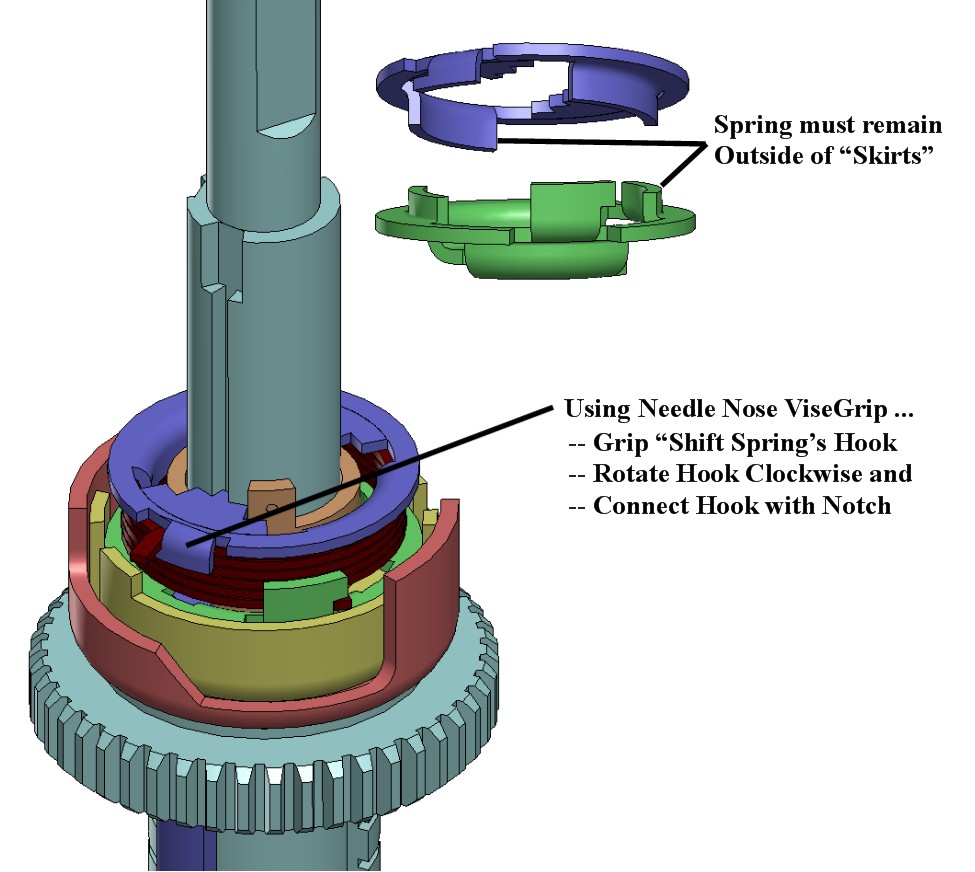 Spring must remain
Outside of “Skirts”
Using Needle Nose ViseGrip ...
-- Grip “Shift Spring’s Hook
-- Rotate Hook Clockwise and
-- Connect Hook with Notch